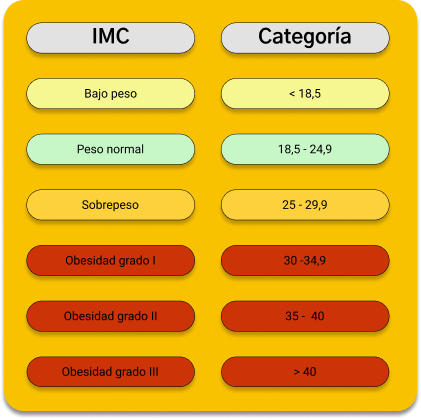 IMC Categoría
Bajo peso < 18,5
Peso normal 18,5 - 24,9
Sobrepeso 25 - 29,9
Obesidad grado I 30 -34,9
Obesidad grado II 35 -  40
Obesidad grado III > 40